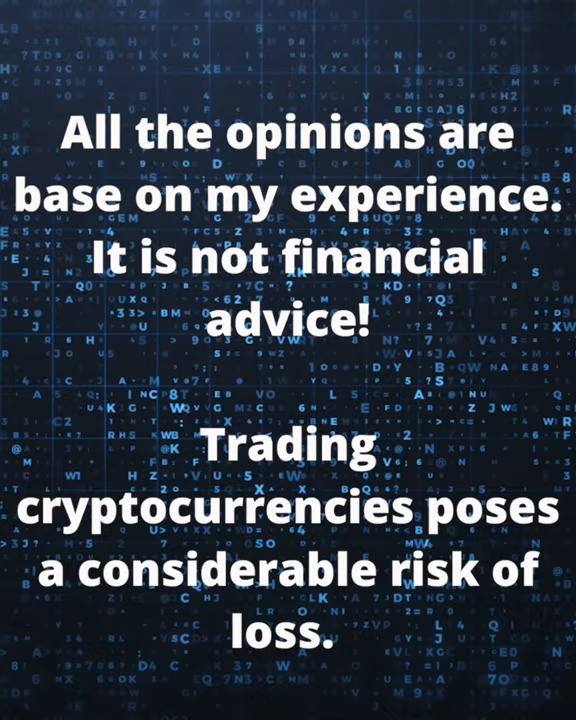 All the opinions are
base on my experience.
It is not financial
advice!
Trading
cryptocurrencies poses
a considerable risk of
loss.